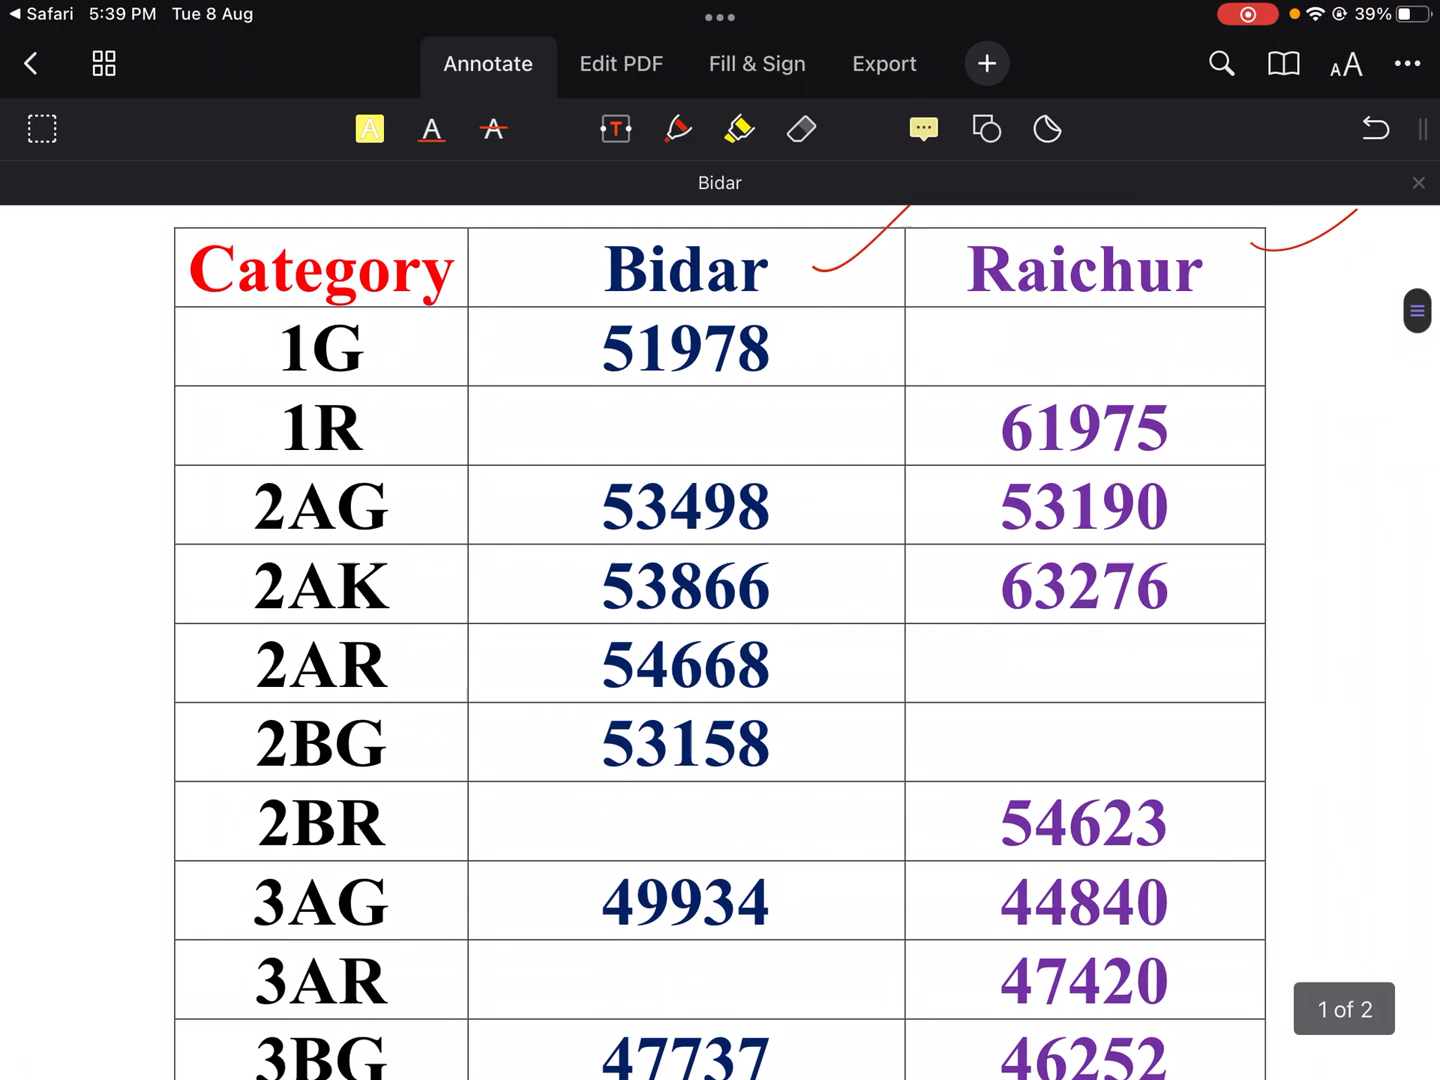 Safari 5:39 PM Tue 8 Aug 39%
Annotate Edit PDF Fill & Sign Export
Bidar
Category Bidar Raichur
1G 51978
1R 61975
2AG 53498 53190
2AK 53866 63276
2AR 54668
2BG 53158
2BR 54623
3AG 49934 44840
3AR 47420
3BG 47737 46252
1 of 2